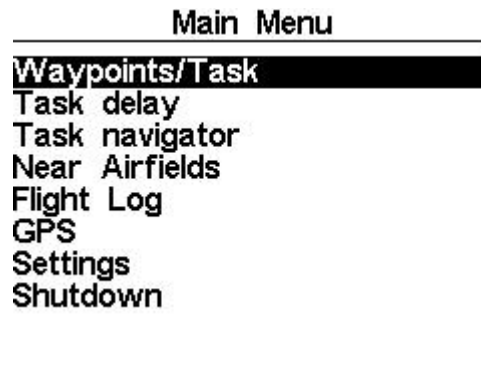 Main Menu
Waypoints/Task
Task delay
Task navigator
Near Airfields
Flight Log
GPS
Settings
Shutdown